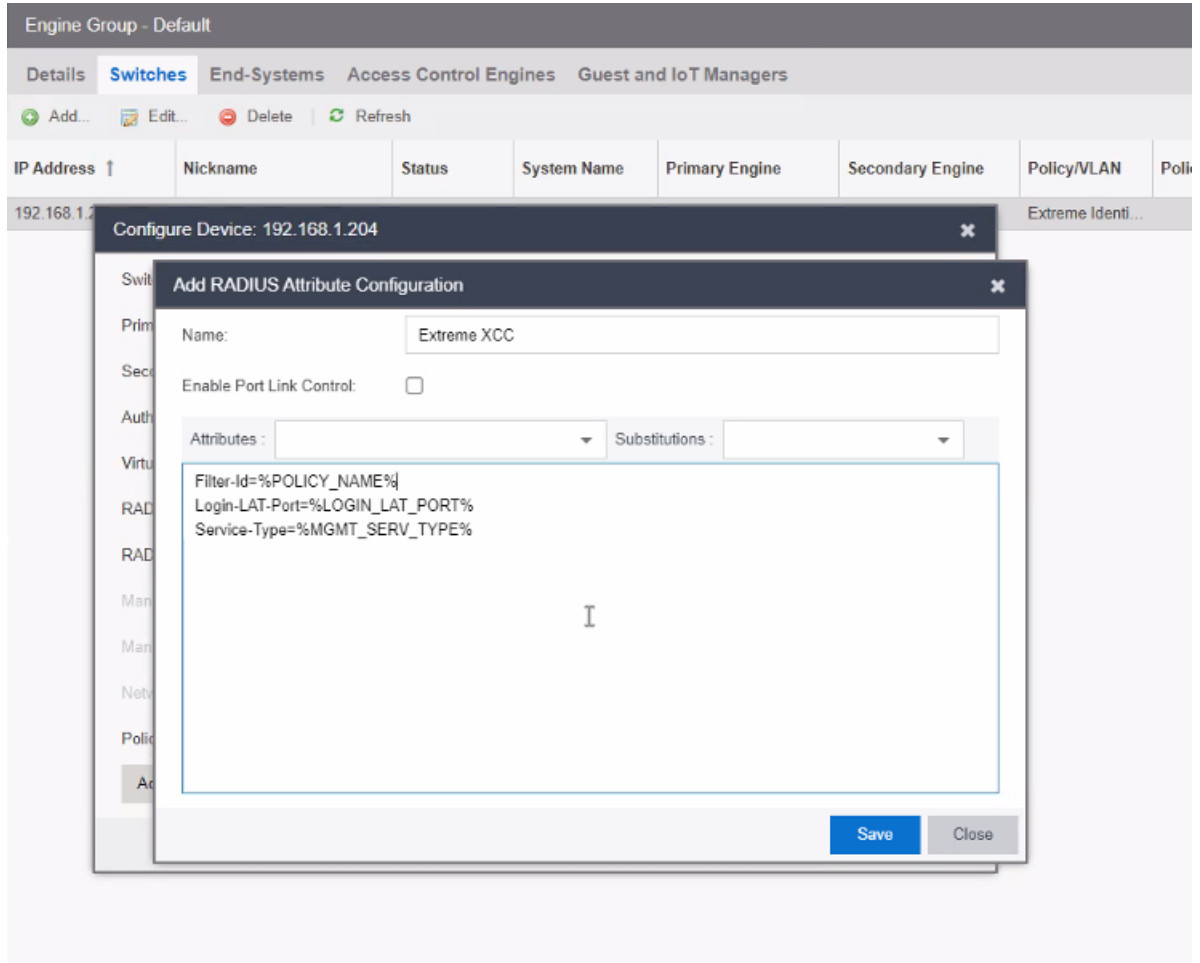 Engine Group - Default
Details Switches End-Systems Access Control Engines Guest and IoT Managers
Add... Edit... Delete Refresh
IP Address Nickname Status System Name Primary Engine Secondary Engine Policy/VLAN
192.168.1. Extreme Identi...
Configure Device: 192.168.1.204
Add RADIUS Attribute Configuration
Name: Extreme XCC
Enable Port Link Control:
Attributes : Substitutions :
Filter-Id=%POLICY_NAME%
Login-LAT-Port=%LOGIN_LAT_PORT%
Service-Type=%MGMT_SERV_TYPE%
Save Close